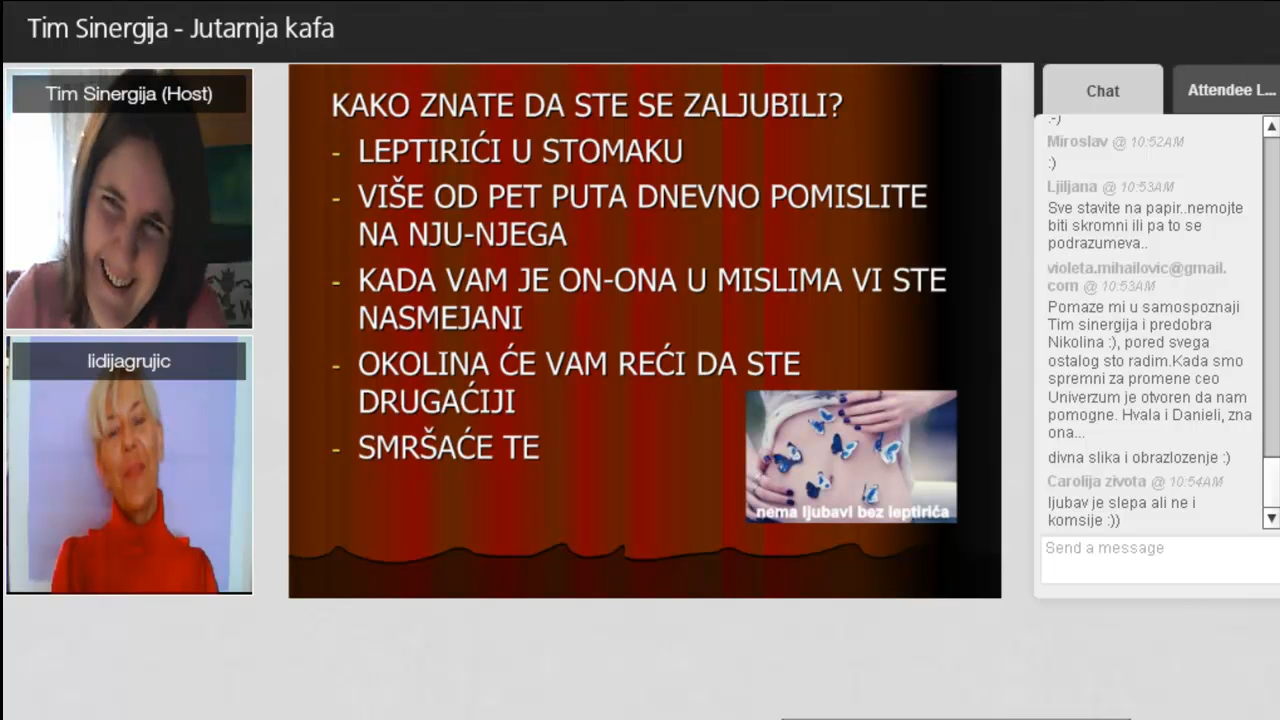 Tim Sinergija - Jutarnja kafa
Tim Sinergija (Host)
lidijagrujic
KAKO ZNATE DA STE SE ZALJUBILI?
- LEPTIRIĆI U STOMAKU
- VIŠE OD PET PUTA DNEVNO POMISLITE
NA NJU-NJEGA
- KADA VAM JE ON-ONA U MISLIMA VI STE
NASMEJANI
- OKOLINA ĆE VAM REĆI DA STE
DRUGAĆIJI
- SMRŠAĆE TE
nema ljubavi bez leptirića
Chat
Attendee L...
:-)
Miroslav @ 10:52AM
:)
Ljiljana @ 10:53AM
Sve stavite na papir..nemojte
biti skromni ili pa to se
podrazumeva..
violeta.mihailovic@gmail.
com @ 10:53AM
Pomaze mi u samospoznaji
Tim sinergija i predobra
Nikolina :), pored svega
ostalog sto radim.Kada smo
spremni za promene ceo
Univerzum je otvoren da nam
pomogne. Hvala i Danieli, zna
ona...
divna slika i obrazlozenje :)
Carolija zivota @ 10:54AM
ljubav je slepa ali ne i
komsije :))
Send a message